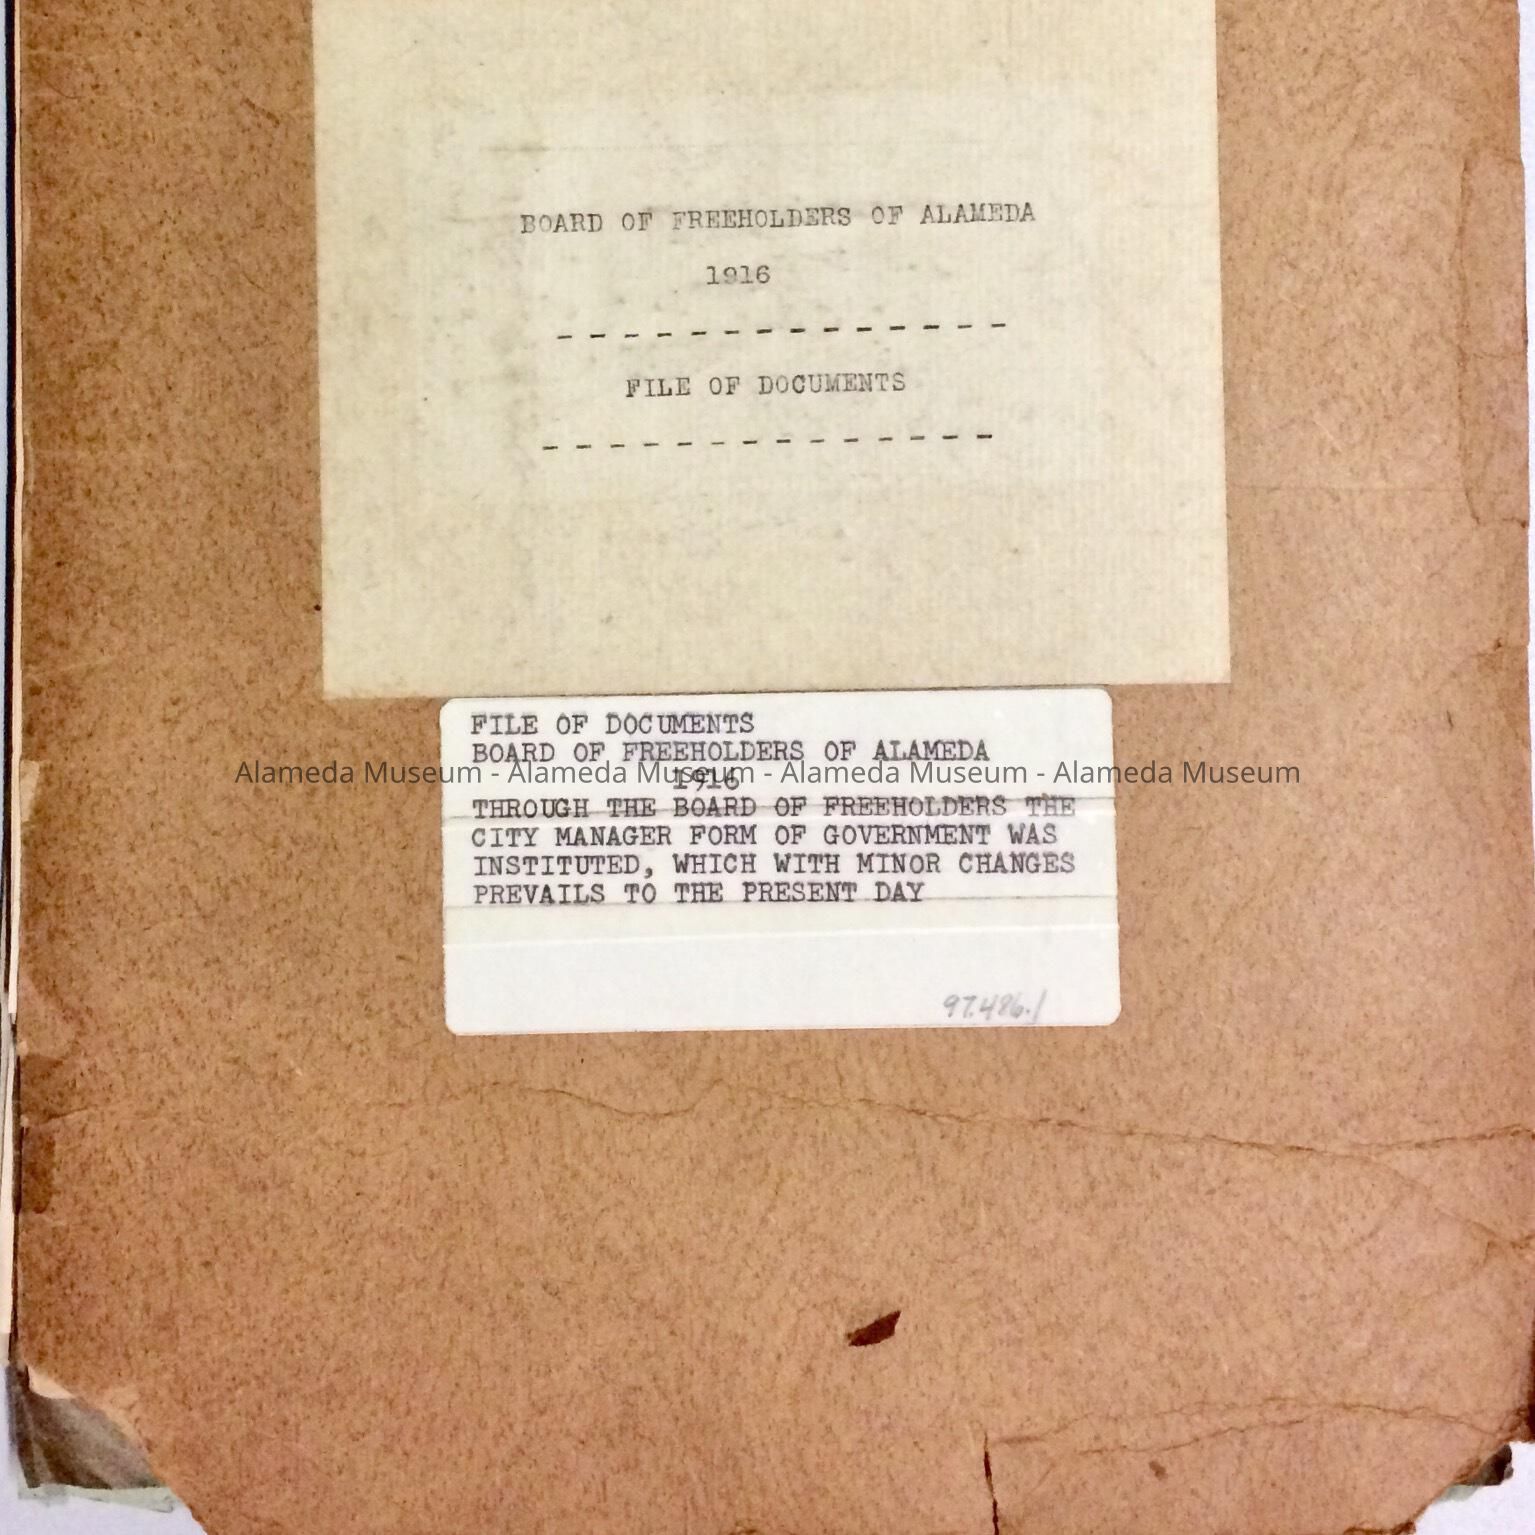 BOARD OF FREEHOLDERS OF ALAMEDA
1916
- - - - - - - - - - - - - -
FILE OF DOCUMENTS
- - - - - - - - - - - - - -
FILE OF DOCUMENTS
BOARD OF FREEHOLDERS OF ALAMEDA
Alameda Museum - Alameda Museum - Alameda Museum - Alameda Museum
1916
THROUGH THE BOARD OF FREEHOLDERS THE
CITY MANAGER FORM OF GOVERNMENT WAS
INSTITUTED, WHICH WITH MINOR CHANGES
PREVAILS TO THE PRESENT DAY
97.486.1